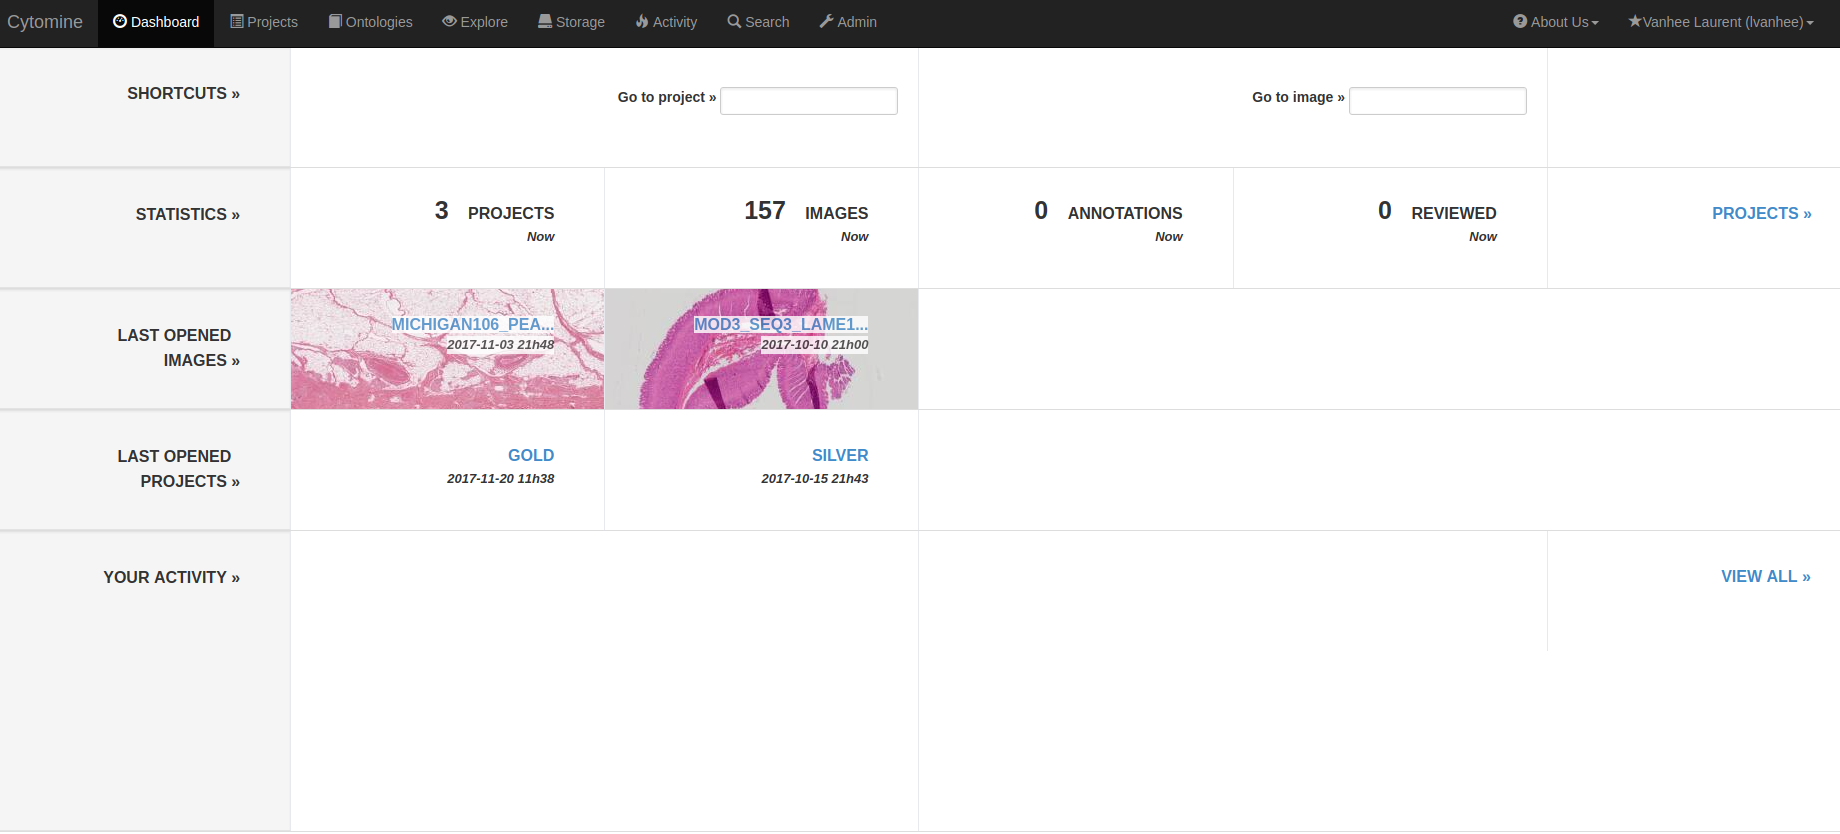 Cytomine Dashboard Projects Ontologies Explore Storage Activity Search Admin About Us Vanhee Laurent (lvanhee)
SHORTCUTS » Go to project » Go to image »
STATISTICS » 3 PROJECTS 157 IMAGES 0 ANNOTATIONS 0 REVIEWED PROJECTS »
Now Now Now Now
LAST OPENED
IMAGES »
MICHIGAN106_PEA...
2017-11-03 21h48
MOD3_SEQ3_LAME1...
2017-10-10 21h00
LAST OPENED
PROJECTS »
GOLD
2017-11-20 11h38
SILVER
2017-10-15 21h43
YOUR ACTIVITY » VIEW ALL »